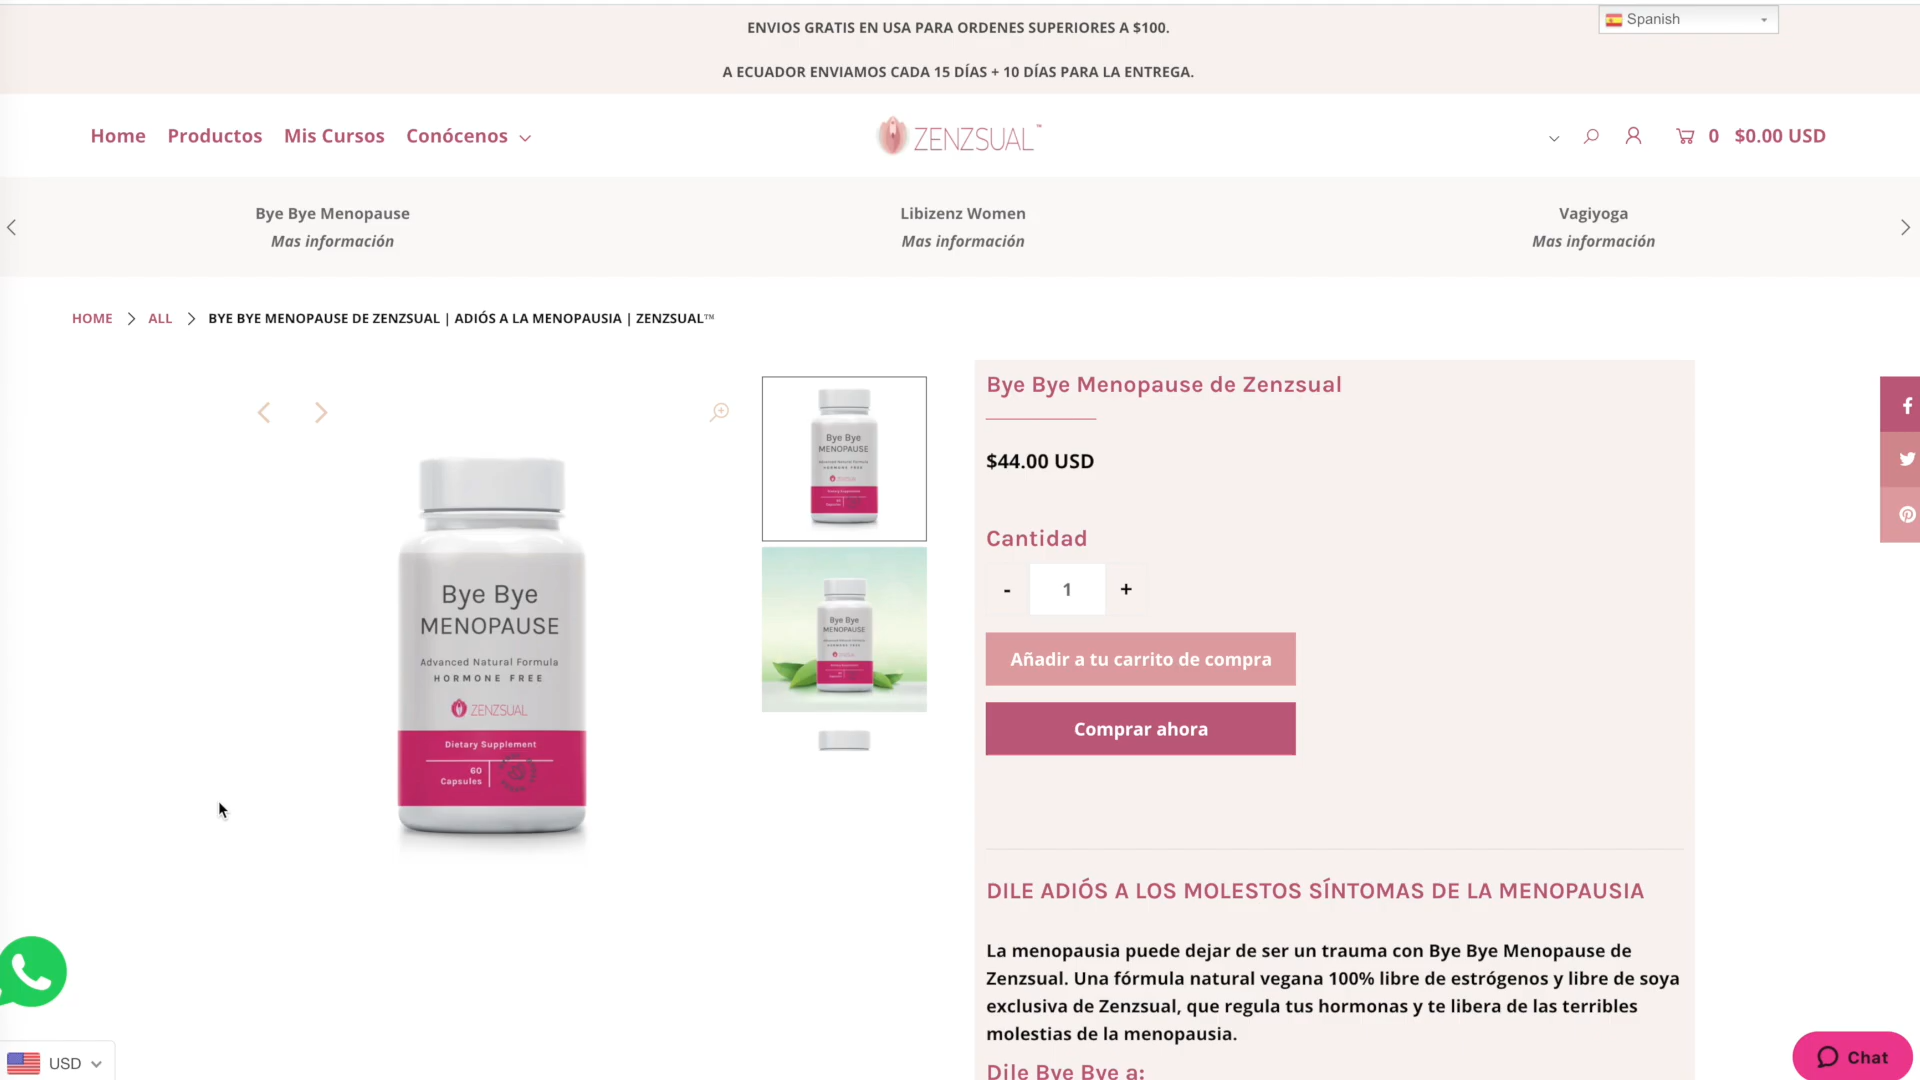 ENVIOS GRATIS EN USA PARA ORDENES SUPERIORES A $100.
Spanish
A ECUADOR ENVIAMOS CADA 15 DÍAS + 10 DÍAS PARA LA ENTREGA.
Home
Productos
Mis Cursos
Conócenos
ZENZSUAL™
0
$0.00 USD
Bye Bye Menopause
Mas información
Libizenz Women
Mas información
Vagiyoga
Mas información
HOME > ALL > BYE BYE MENOPAUSE DE ZENZSUAL | ADIÓS A LA MENOPAUSIA | ZENZSUAL™
Bye Bye
MENOPAUSE
Advanced Natural Formula
HORMONE FREE
ZENZSUAL
Dietary Supplement
60
Capsules
Bye Bye
MENOPAUSE
Bye Bye
MENOPAUSE
Bye Bye Menopause de Zenzsual
$44.00 USD
Cantidad
- 1 +
Añadir a tu carrito de compra
Comprar ahora
DILE ADIÓS A LOS MOLESTOS SÍNTOMAS DE LA MENOPAUSIA
La menopausia puede dejar de ser un trauma con Bye Bye Menopause de
Zenzsual. Una fórmula natural vegana 100% libre de estrógenos y libre de soya
exclusiva de Zenzsual, que regula tus hormonas y te libera de las terribles
molestias de la menopausia.
Dile Bye Bye a:
USD
Chat